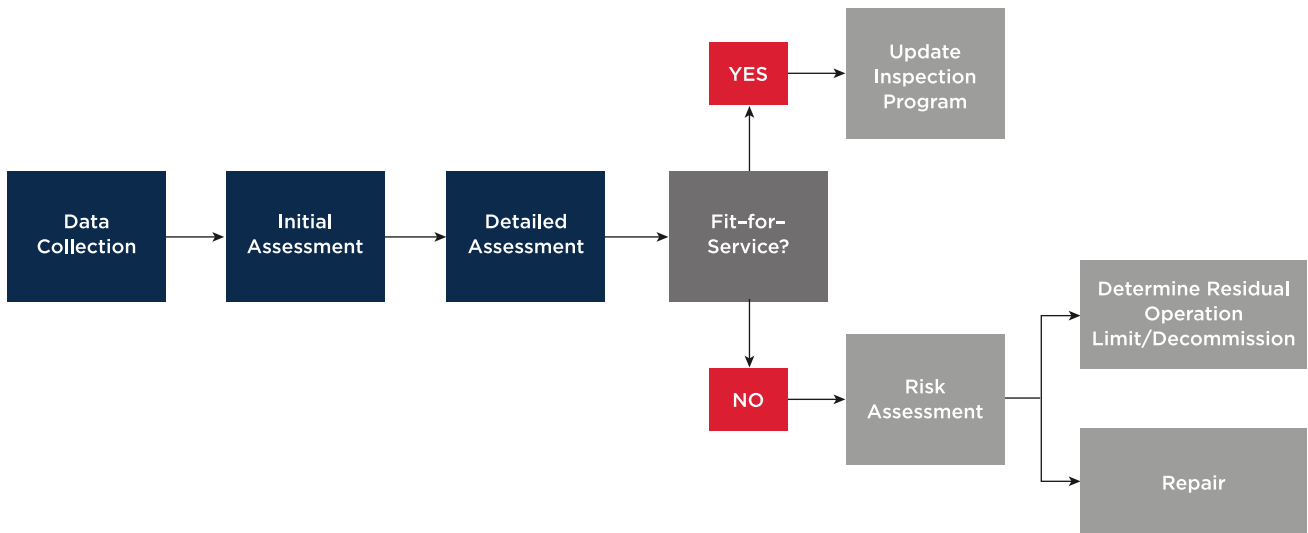 YES
Update
Inspection
Program
Data
Collection
Initial
Assessment
Detailed
Assessment
Fit–for–
Service?
NO
Risk
Assessment
Determine Residual
Operation
Limit/Decommission
Repair